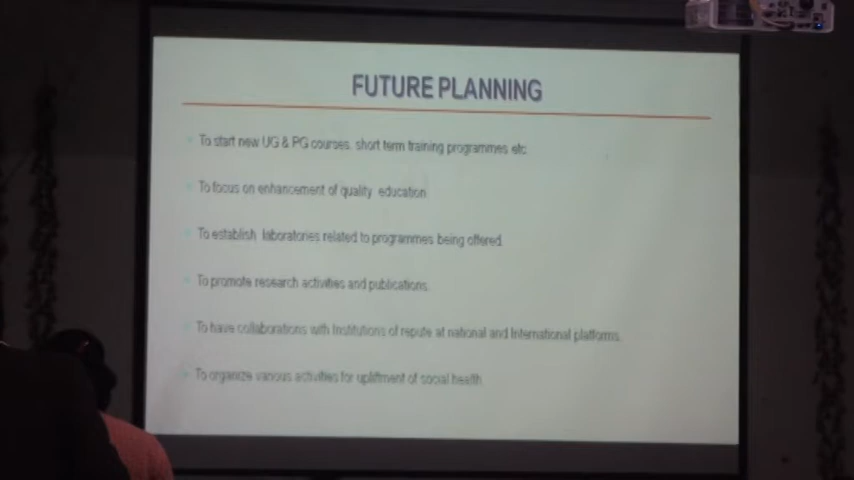 FUTURE PLANNING
To start new UG & PG courses, short term training programmes etc
To focus on enhancement of quality education
To establish laboratories related to programmes being offered.
To promote research activities and publications.
To have collaborations with Institutions of repute at national and International platforms.
To organize various activities for upliftment of social health.